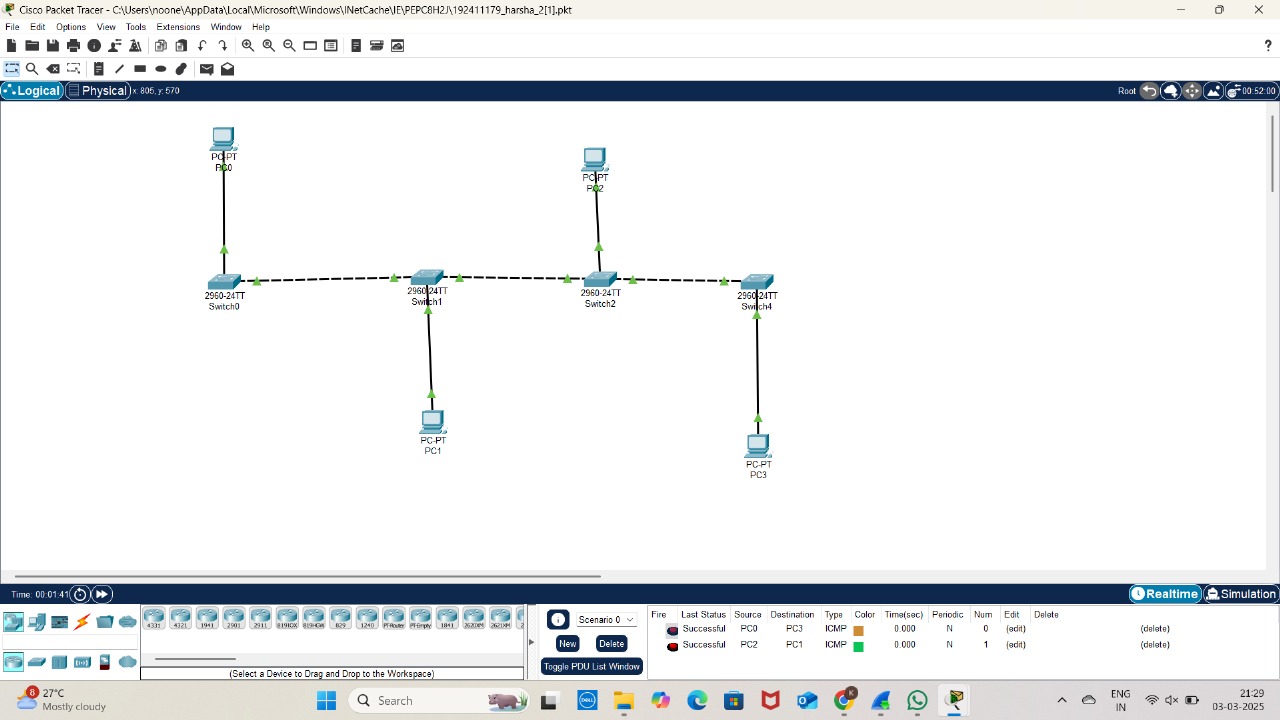 Cisco Packet Tracer - C:\Users\noone\AppData\Local\Microsoft\Windows\INetCache\IE\PEPC8H2J\192411179_harsha_2[1].pkt
File Edit Options View Tools Extensions Window Help
?
Logical Physical x: 805, y: 570 Root 00:52:00
PC-PT
PC0
PC-PT
PC2
2960-24TT
Switch0
2960-24TT
Switch1
2960-24TT
Switch2
2960-24TT
Switch4
PC-PT
PC1
PC-PT
PC3
Time: 00:01:41 Realtime Simulation
4331 4321 1941 2901 2911 819IOX 819HGW 829 1240 PT-Router PT-Empty 1841 2620XM 2621XM 2
(Select a Device to Drag and Drop to the Workspace)
Scenario 0
New Delete
Toggle PDU List Window
Fire Last Status Source Destination Type Color Time(sec) Periodic Num Edit Delete
Successful PC0 PC3 ICMP 0.000 N 0 (edit) (delete)
Successful PC2 PC1 ICMP 0.000 N 1 (edit) (delete)
8
27°C
Mostly cloudy
Search
DELL
K
ENG
IN
21:29
03-03-2025